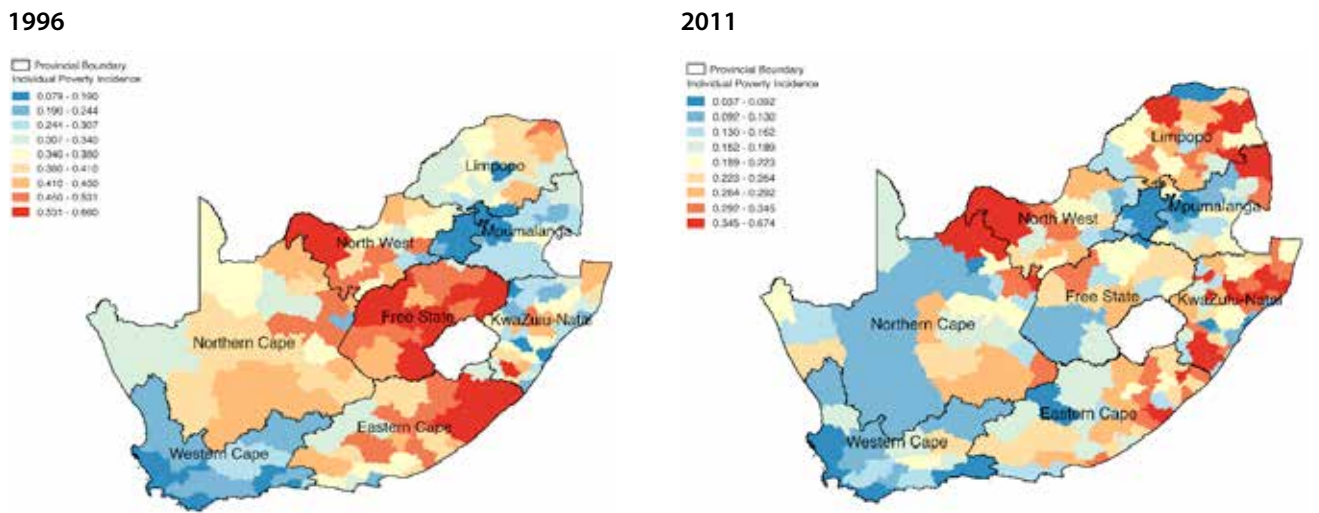 1996
Provincial Boundary
Individual Poverty Incidence
0.079 - 0.190
0.190 - 0.244
0.244 - 0.307
0.307 - 0.340
0.340 - 0.380
0.380 - 0.410
0.410 - 0.450
0.450 - 0.531
0.531 - 0.660
Limpopo
Mpumalanga
North West
Free State
KwaZulu-Natal
Northern Cape
Eastern Cape
Western Cape
2011
Provincial Boundary
Individual Poverty Incidence
0.037 - 0.092
0.092 - 0.130
0.130 - 0.162
0.162 - 0.189
0.189 - 0.223
0.223 - 0.264
0.264 - 0.292
0.292 - 0.345
0.345 - 0.674
Limpopo
Mpumalanga
North West
Free State
KwaZulu-Natal
Northern Cape
Eastern Cape
Western Cape